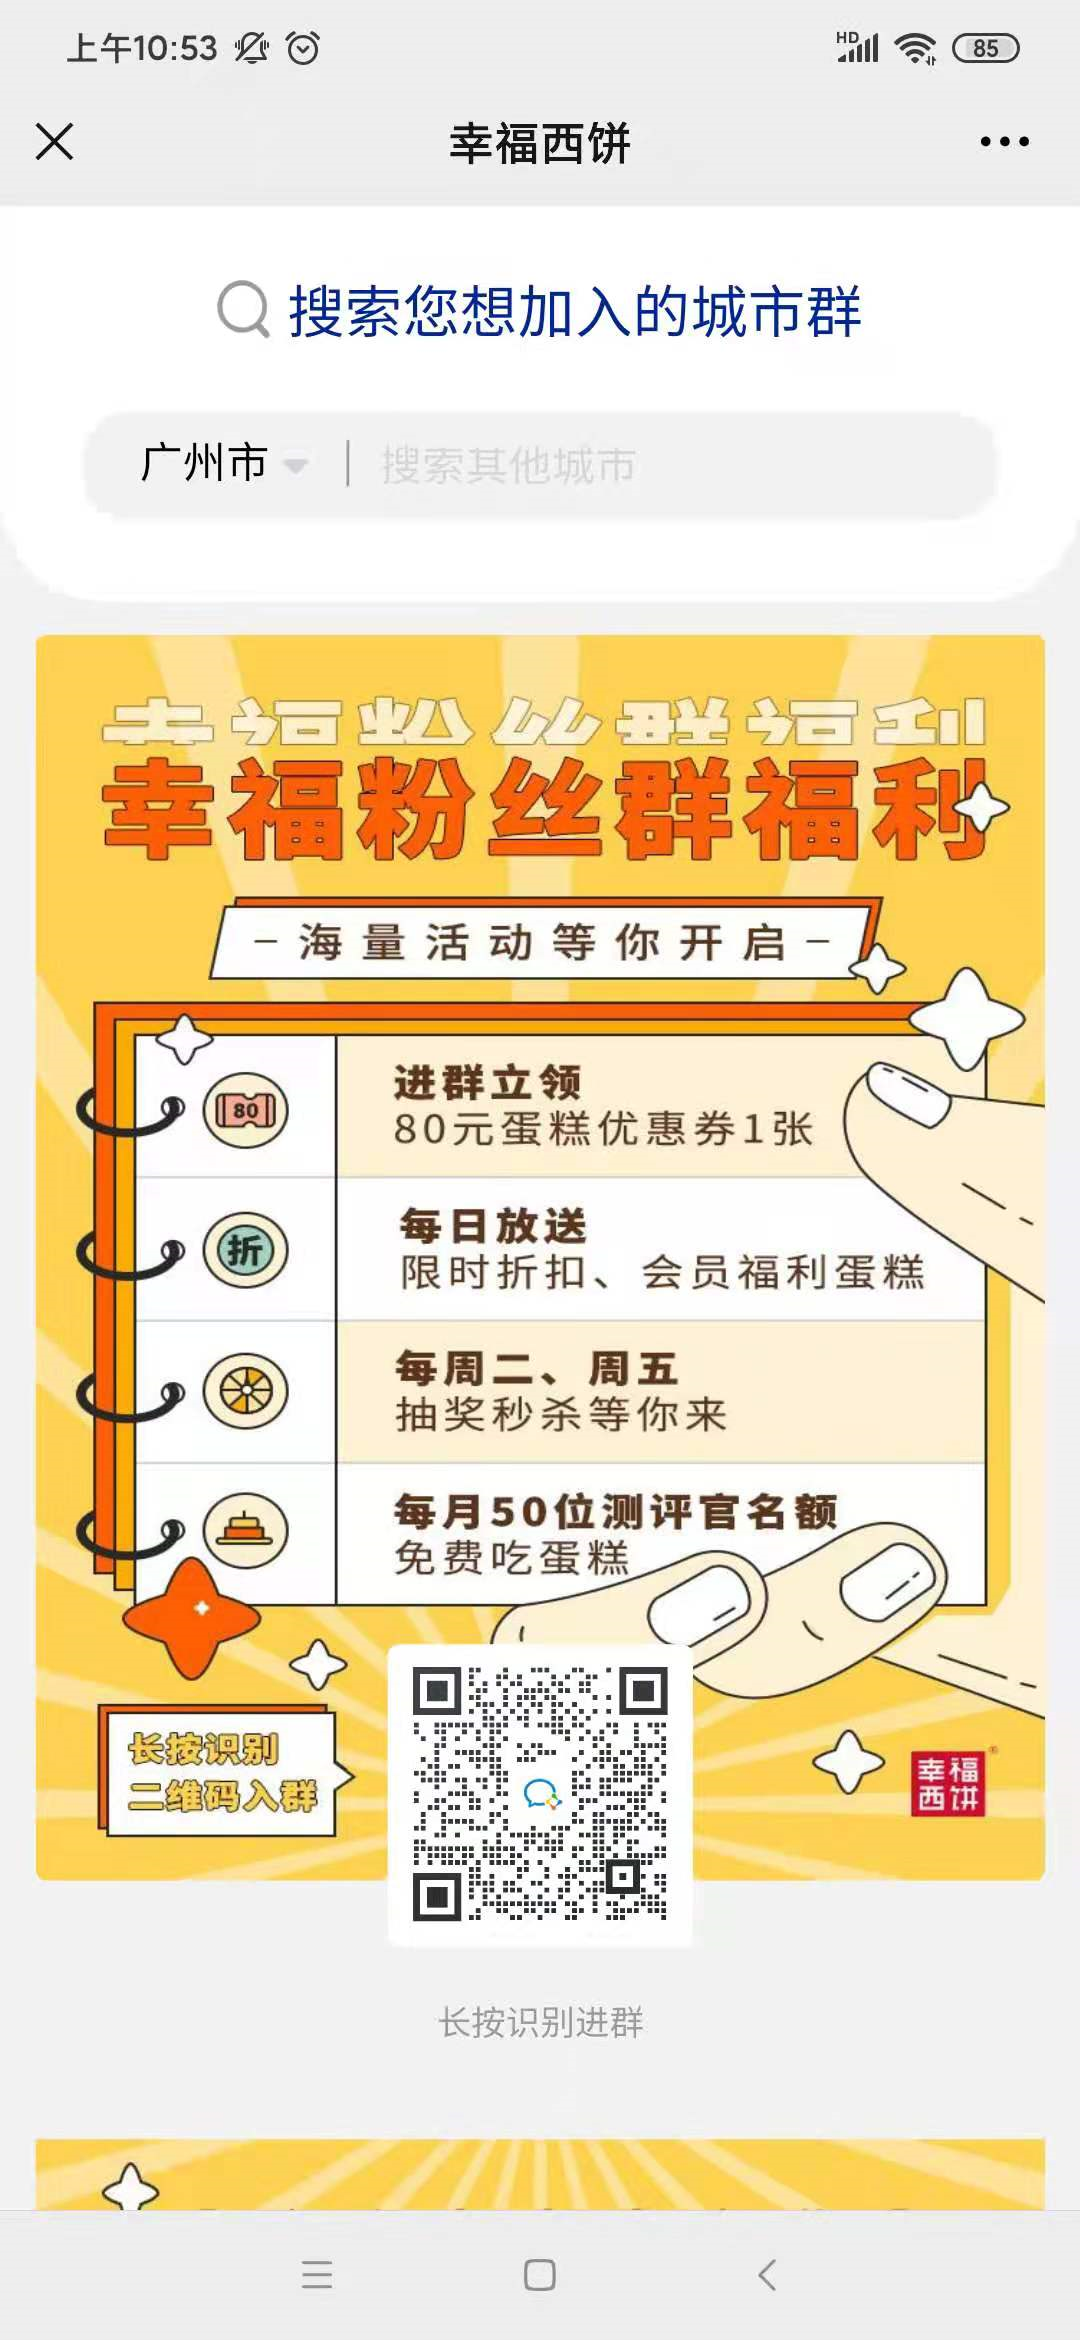 上午10:53
HD
85
幸福西饼
搜索您想加入的城市群
广州市
搜索其他城市
幸福粉丝群福利
幸福粉丝群福利
- 海量活动等你开启 -
80
进群立领
80元蛋糕优惠券1张
折
每日放送
限时折扣、会员福利蛋糕
每周二、周五
抽奖秒杀等你来
每月50位测评官名额
免费吃蛋糕
长按识别
二维码入群
幸福
西饼
®
长按识别进群